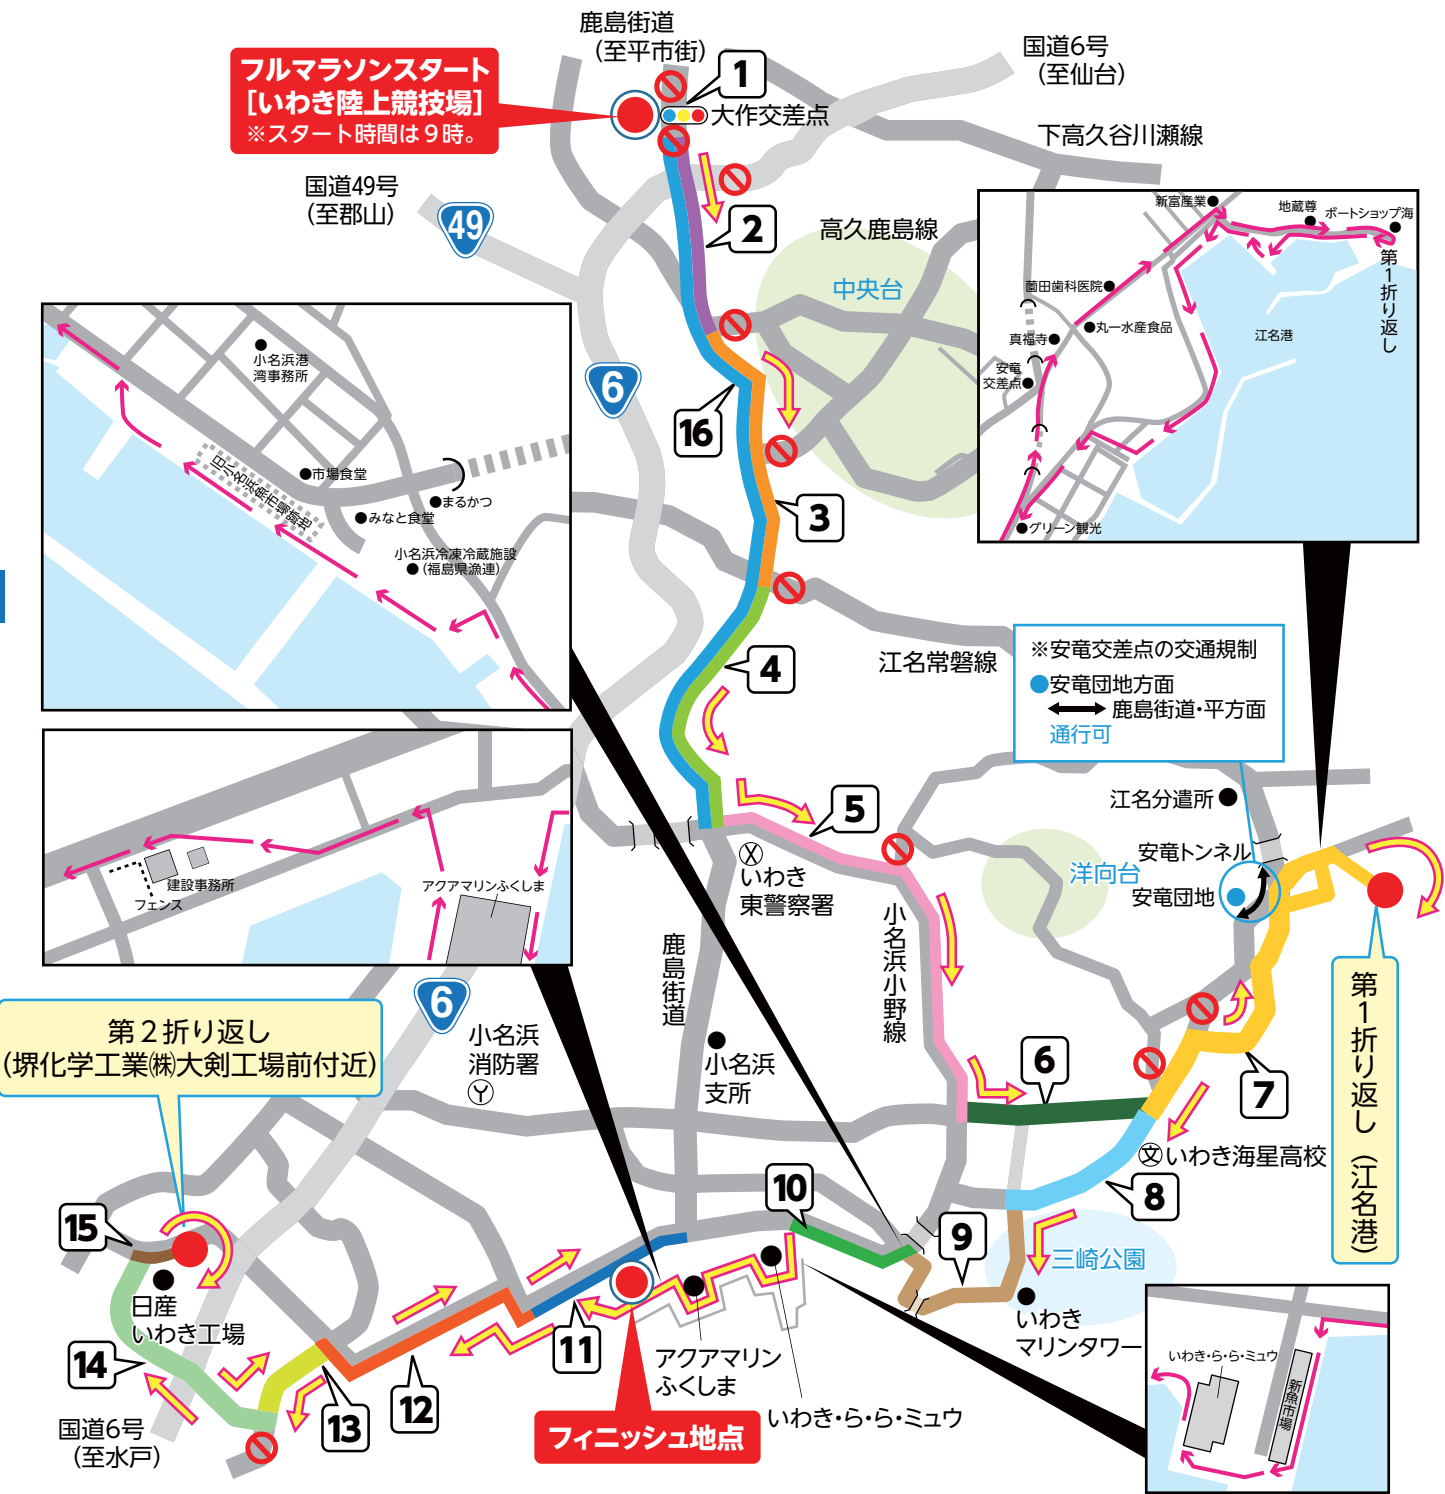 鹿島街道
（至平市街）
国道6号
（至仙台）
フルマラソンスタート
［いわき陸上競技場］
※スタート時間は９時。
1
大作交差点
下高久谷川瀬線
国道49号
（至郡山）
49
2
高久鹿島線
中央台
新富産業
地蔵尊
ボートショップ海
第1折り返し
薗田歯科医院
丸一水産食品
真福寺
江名港
安竜
交差点
グリーン観光
小名浜港
湾事務所
市場食堂
旧小名浜魚市場跡地
まるかつ
みなと食堂
小名浜冷凍冷蔵施設
（福島県漁連）
6
16
3
4
江名常磐線
※安竜交差点の交通規制
安竜団地方面
鹿島街道・平方面
通行可
建設事務所
フェンス
アクアマリンふくしま
5
江名分遣所
安竜トンネル
洋向台
安竜団地
いわき
東警察署
小名浜小野線
鹿島街道
第1折り返し（江名港）
6
第２折り返し
（堺化学工業㈱大剣工場前付近）
小名浜
消防署
小名浜
支所
6
7
文
いわき海星高校
8
10
9
三崎公園
15
日産
いわき工場
いわき
マリンタワー
11
14
アクアマリン
ふくしま
いわき・ら・ら・ミュウ
12
13
フィニッシュ地点
国道6号
（至水戸）
いわき・ら・ら・ミュウ
新魚市場